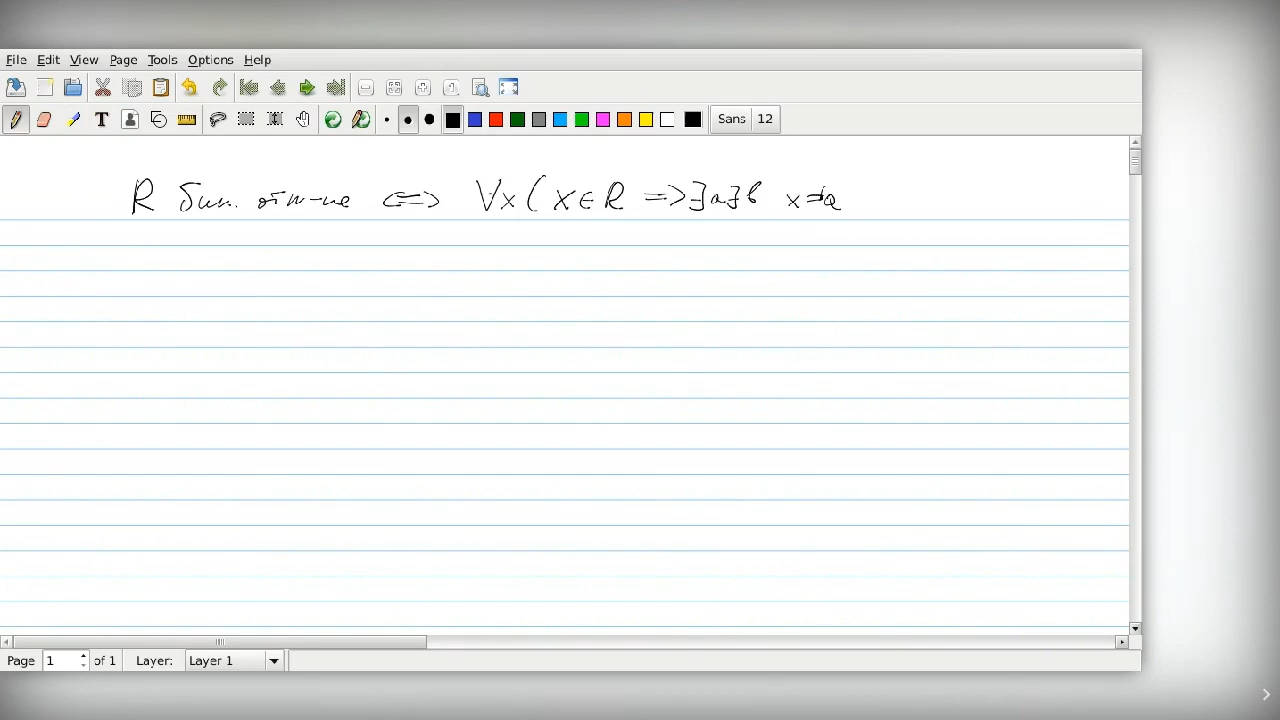 File Edit View Page Tools Options Help
Sans 12
R бин. отн-ие <=> ∀x ( x ∈ R => ∃a∃b x=a
Page 1 of 1 Layer: Layer 1